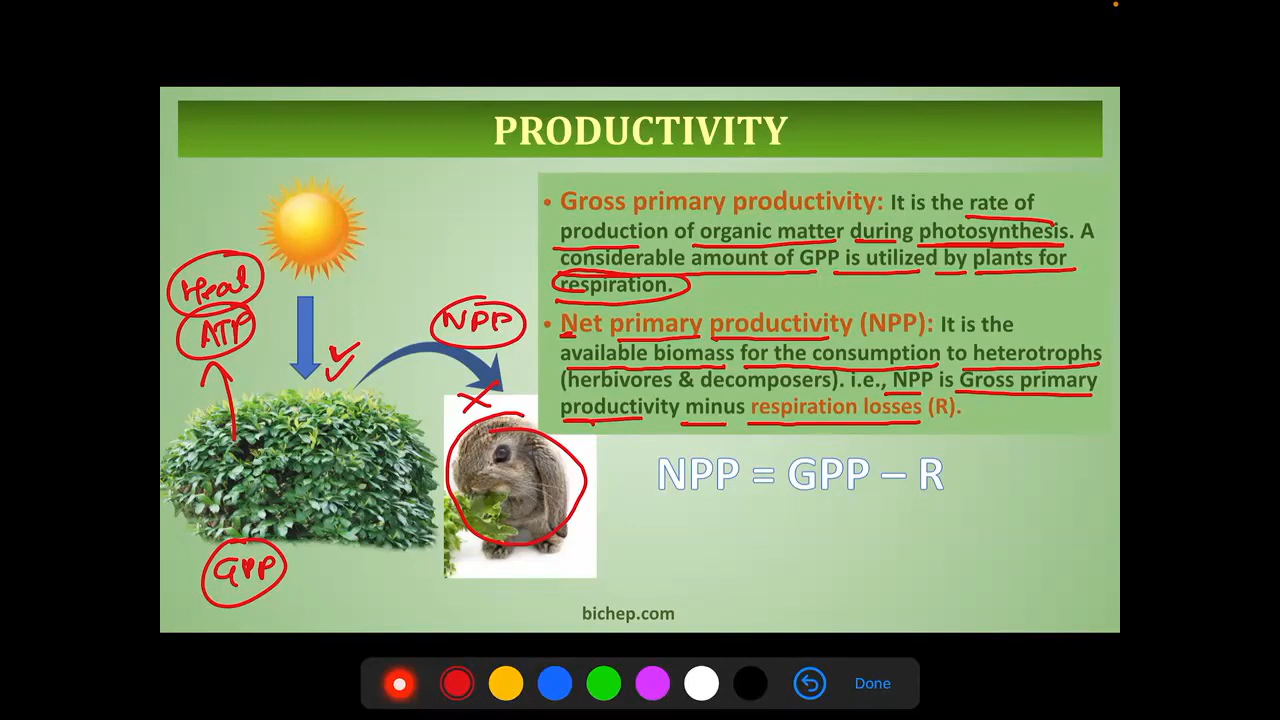 PRODUCTIVITY
• Gross primary productivity: It is the rate of
production of organic matter during photosynthesis. A
considerable amount of GPP is utilized by plants for
respiration.
• Net primary productivity (NPP): It is the
available biomass for the consumption to heterotrophs
(herbivores & decomposers). i.e., NPP is Gross primary
productivity minus respiration losses (R).
NPP = GPP – R
Heat
ATP
NPP
GPP
bichep.com
Done